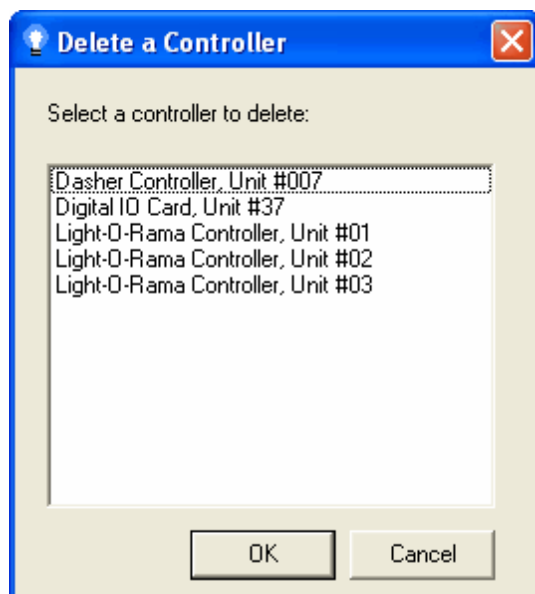 Delete a Controller
Select a controller to delete:
Dasher Controller, Unit #007
Digital IO Card, Unit #37
Light-O-Rama Controller, Unit #01
Light-O-Rama Controller, Unit #02
Light-O-Rama Controller, Unit #03
OK Cancel